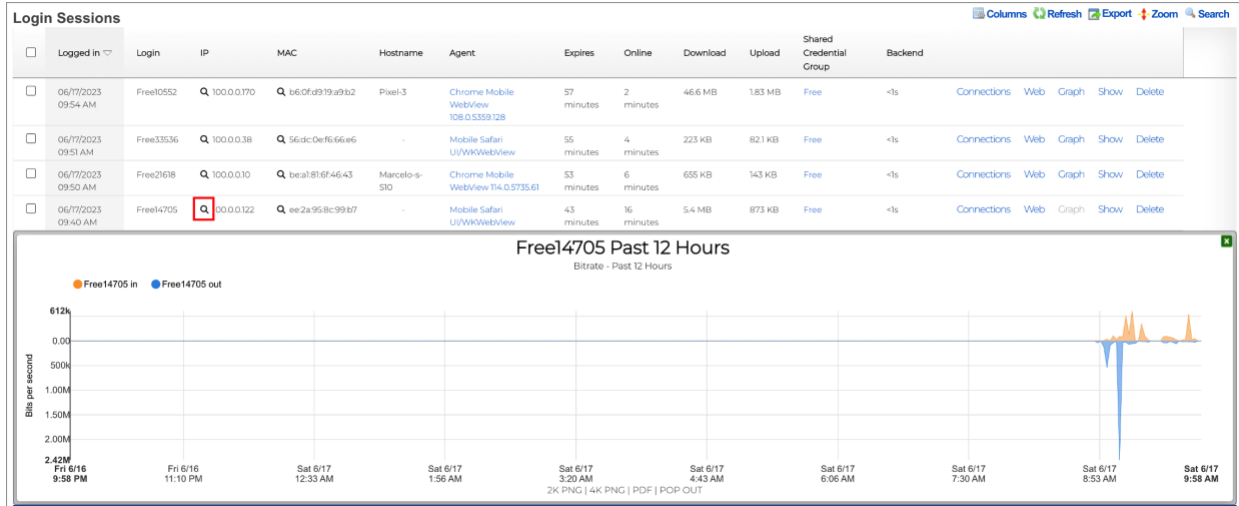 Login Sessions
Columns Refresh Export Zoom Search
Logged in Login IP MAC Hostname Agent Expires Online Download Upload Shared Credential Group Backend
06/17/2023 09:54 AM Free10552 100.0.0.170 b6:0f:d9:19:a9:b2 Pixel-3 Chrome Mobile WebView 108.0.5359.128 57 minutes 2 minutes 46.6 MB 1.83 MB Free <1s Connections Web Graph Show Delete
06/17/2023 09:51 AM Free33536 100.0.0.38 56:dc:0e:f6:66:e6 - Mobile Safari UI/WKWebView 55 minutes 4 minutes 223 KB 82.1 KB Free <1s Connections Web Graph Show Delete
06/17/2023 09:50 AM Free21618 100.0.0.10 be:a1:81:6f:46:43 Marcelo-s-S10 Chrome Mobile WebView 114.0.5735.61 53 minutes 6 minutes 655 KB 143 KB Free <1s Connections Web Graph Show Delete
06/17/2023 09:40 AM Free14705 00.0.0.122 ee:2a:95:8c:99:b7 - Mobile Safari UI/WKWebView 43 minutes 16 minutes 5.4 MB 873 KB Free <1s Connections Web Graph Show Delete
Free14705 Past 12 Hours
x
Bitrate - Past 12 Hours
Free14705 in Free14705 out
Bits per second
612k
0.00
500k
1.00M
1.50M
2.00M
2.42M
Fri 6/16 Fri 6/16 Sat 6/17 Sat 6/17 Sat 6/17 Sat 6/17 Sat 6/17 Sat 6/17 Sat 6/17 Sat 6/17
9:58 PM 11:10 PM 12:33 AM 1:56 AM 3:20 AM 4:43 AM 6:06 AM 7:30 AM 8:53 AM 9:58 AM
2K PNG | 4K PNG | PDF | POP OUT